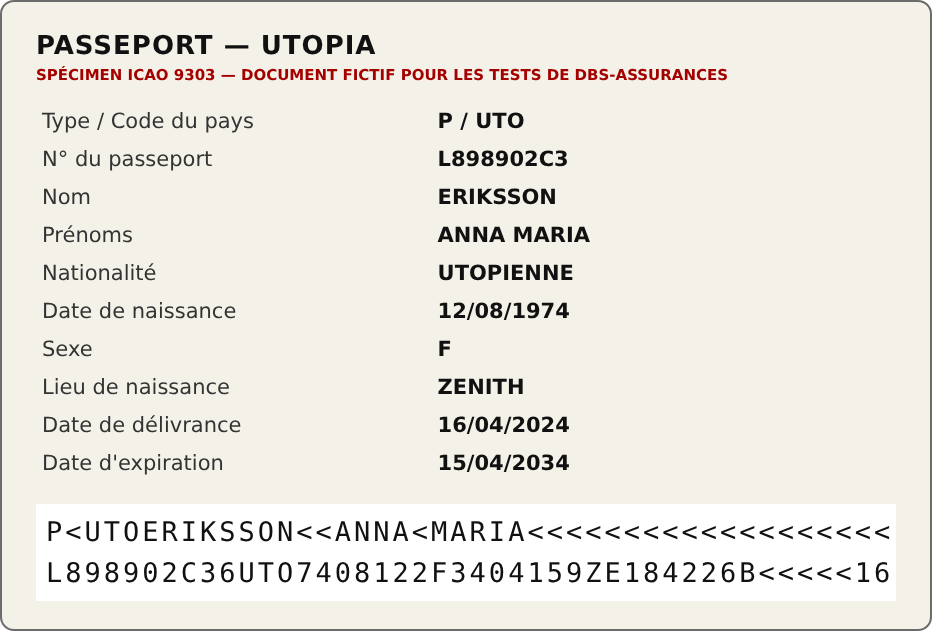 PASSEPORT — UTOPIA
SPÉCIMEN ICAO 9303 — DOCUMENT FICTIF POUR LES TESTS DE DBS-ASSURANCES
Type / Code du pays P / UTO
N° du passeport L898902C3
Nom ERIKSSON
Prénoms ANNA MARIA
Nationalité UTOPIENNE
Date de naissance 12/08/1974
Sexe F
Lieu de naissance ZENITH
Date de délivrance 16/04/2024
Date d'expiration 15/04/2034
P<UTOERIKSSON<<ANNA<MARIA<<<<<<<<<<<<<<<<<<<
L898902C36UTO7408122F3404159ZE184226B<<<<<16